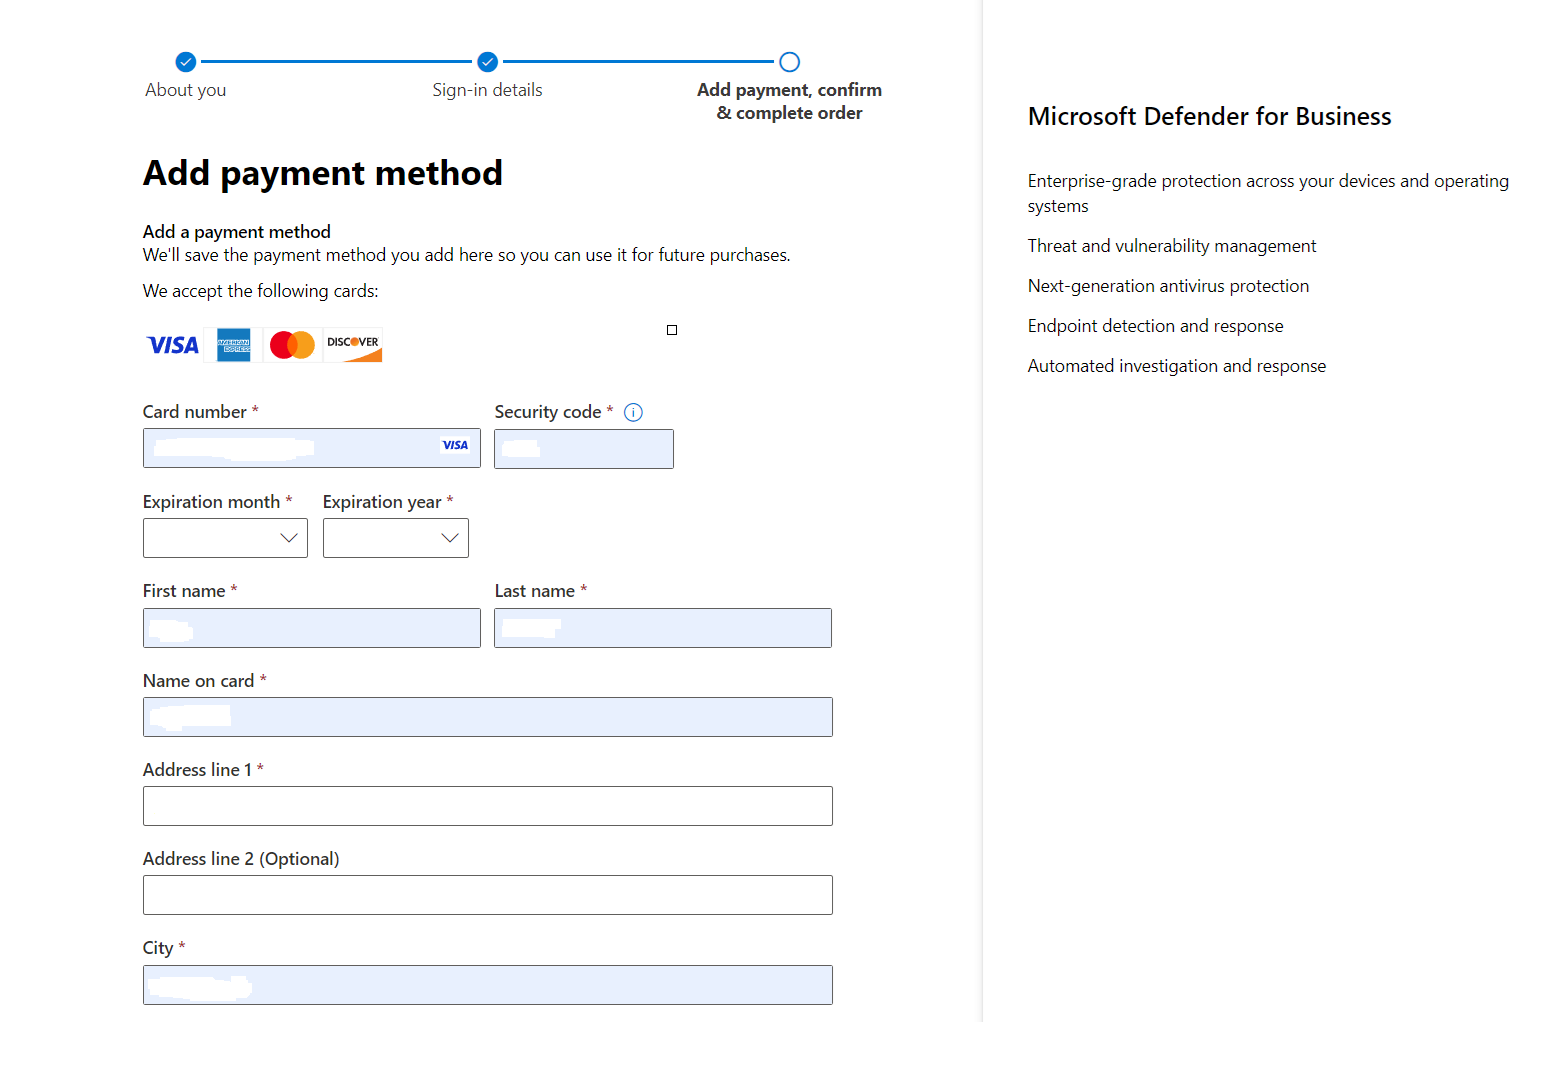 About you
Sign-in details
Add payment, confirm
& complete order
Add payment method
Add a payment method
We'll save the payment method you add here so you can use it for future purchases.
We accept the following cards:
VISA
AMERICAN
EXPRESS
DISCOVER
Card number *
Security code *
VISA
Expiration month *
Expiration year *
First name *
Last name *
Name on card *
Address line 1 *
Address line 2 (Optional)
City *
Microsoft Defender for Business
Enterprise-grade protection across your devices and operating
systems
Threat and vulnerability management
Next-generation antivirus protection
Endpoint detection and response
Automated investigation and response